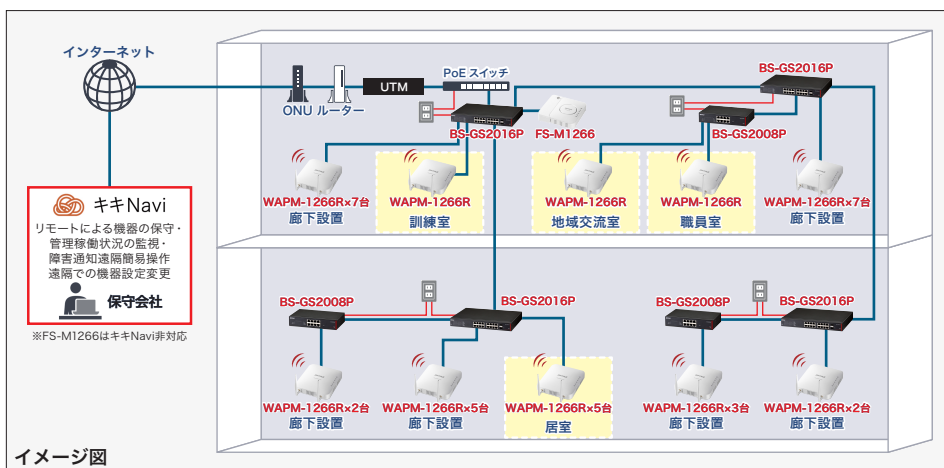 インターネット
ONU ルーター
UTM
PoE スイッチ
BS-GS2016P
FS-M1266
BS-GS2016P
BS-GS2008P
WAPM-1266R×7台
廊下設置
WAPM-1266R
訓練室
WAPM-1266R
地域交流室
WAPM-1266R
職員室
WAPM-1266R×7台
廊下設置
キキNavi
リモートによる機器の保守・
管理稼働状況の監視・
障害通知遠隔簡易操作
遠隔での機器設定変更
保守会社
※FS-M1266はキキNavi非対応
BS-GS2008P
BS-GS2016P
BS-GS2008P
BS-GS2016P
WAPM-1266R×2台
廊下設置
WAPM-1266R×5台
廊下設置
WAPM-1266R×5台
居室
WAPM-1266R×3台
廊下設置
WAPM-1266R×2台
廊下設置
イメージ図